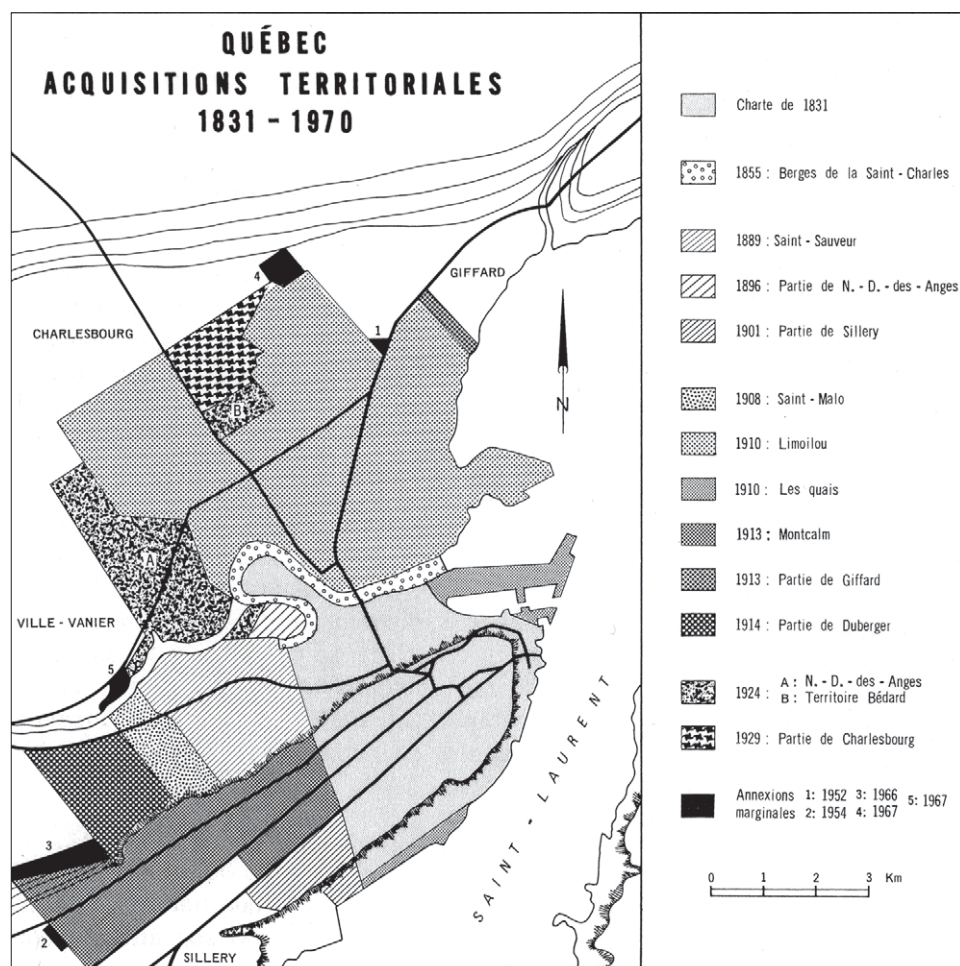 QUÉBEC
ACQUISITIONS TERRITORIALES
1831 - 1970
GIFFARD
4
CHARLESBOURG
1
B
N
A
VILLE - VANIER
5
SAINT - LAURENT
3
2
SILLERY
Charte de 1831
1855 : Berges de la Saint - Charles
1889 : Saint - Sauveur
1896 : Partie de N. - D. - des - Anges
1901 : Partie de Sillery
1908 : Saint - Malo
1910 : Limoilou
1910 : Les quais
1913 : Montcalm
1913 : Partie de Giffard
1914 : Partie de Duberger
1924 : A : N. - D. - des - Anges
B : Territoire Bédard
1929 : Partie de Charlesbourg
Annexions 1: 1952 3: 1966 5: 1967
marginales 2: 1954 4: 1967
0 1 2 3 Km